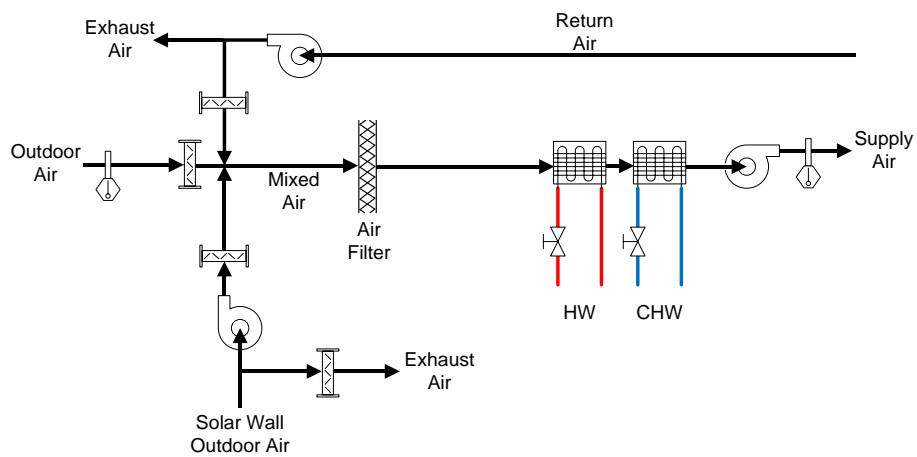 Exhaust
Air
Return
Air
Outdoor
Air
Mixed
Air
Air
Filter
Supply
Air
HW
CHW
Exhaust
Air
Solar Wall
Outdoor Air